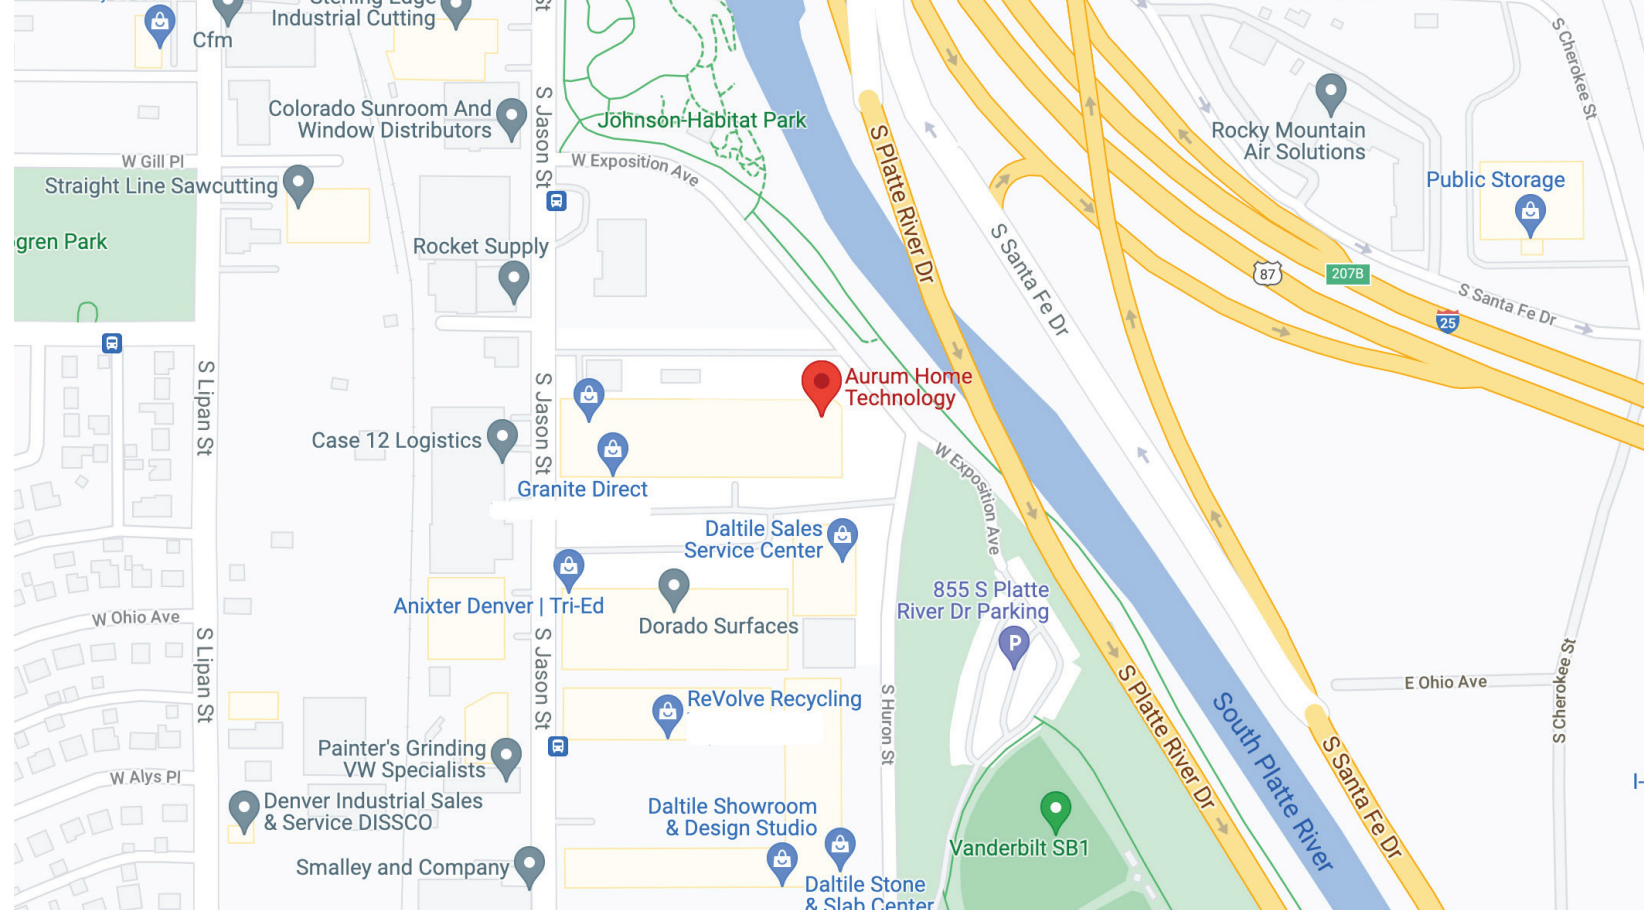 Sterling Edge
Industrial Cutting
Cfm
St
S Cherokee St
Colorado Sunroom And
Window Distributors
S Jason St
Johnson-Habitat Park
Rocky Mountain
Air Solutions
W Gill Pl
W Exposition Ave
S Platte River Dr
Straight Line Sawcutting
Public Storage
gren Park
Rocket Supply
S Santa Fe Dr
87
207B
S Santa Fe Dr
25
S Lipan St
S Jason St
Aurum Home
Technology
Case 12 Logistics
Granite Direct
W Exposition Ave
Daltile Sales
Service Center
855 S Platte
River Dr Parking
P
Anixter Denver | Tri-Ed
W Ohio Ave
Dorado Surfaces
S Lipan St
S Jason St
S Cherokee St
E Ohio Ave
ReVolve Recycling
S Huron St
S Platte River Dr
South Platte River
S Santa Fe Dr
Painter's Grinding
VW Specialists
W Alys Pl
I-
Denver Industrial Sales
& Service DISSCO
Daltile Showroom
& Design Studio
Vanderbilt SB1
Smalley and Company
Daltile Stone
& Slab Center